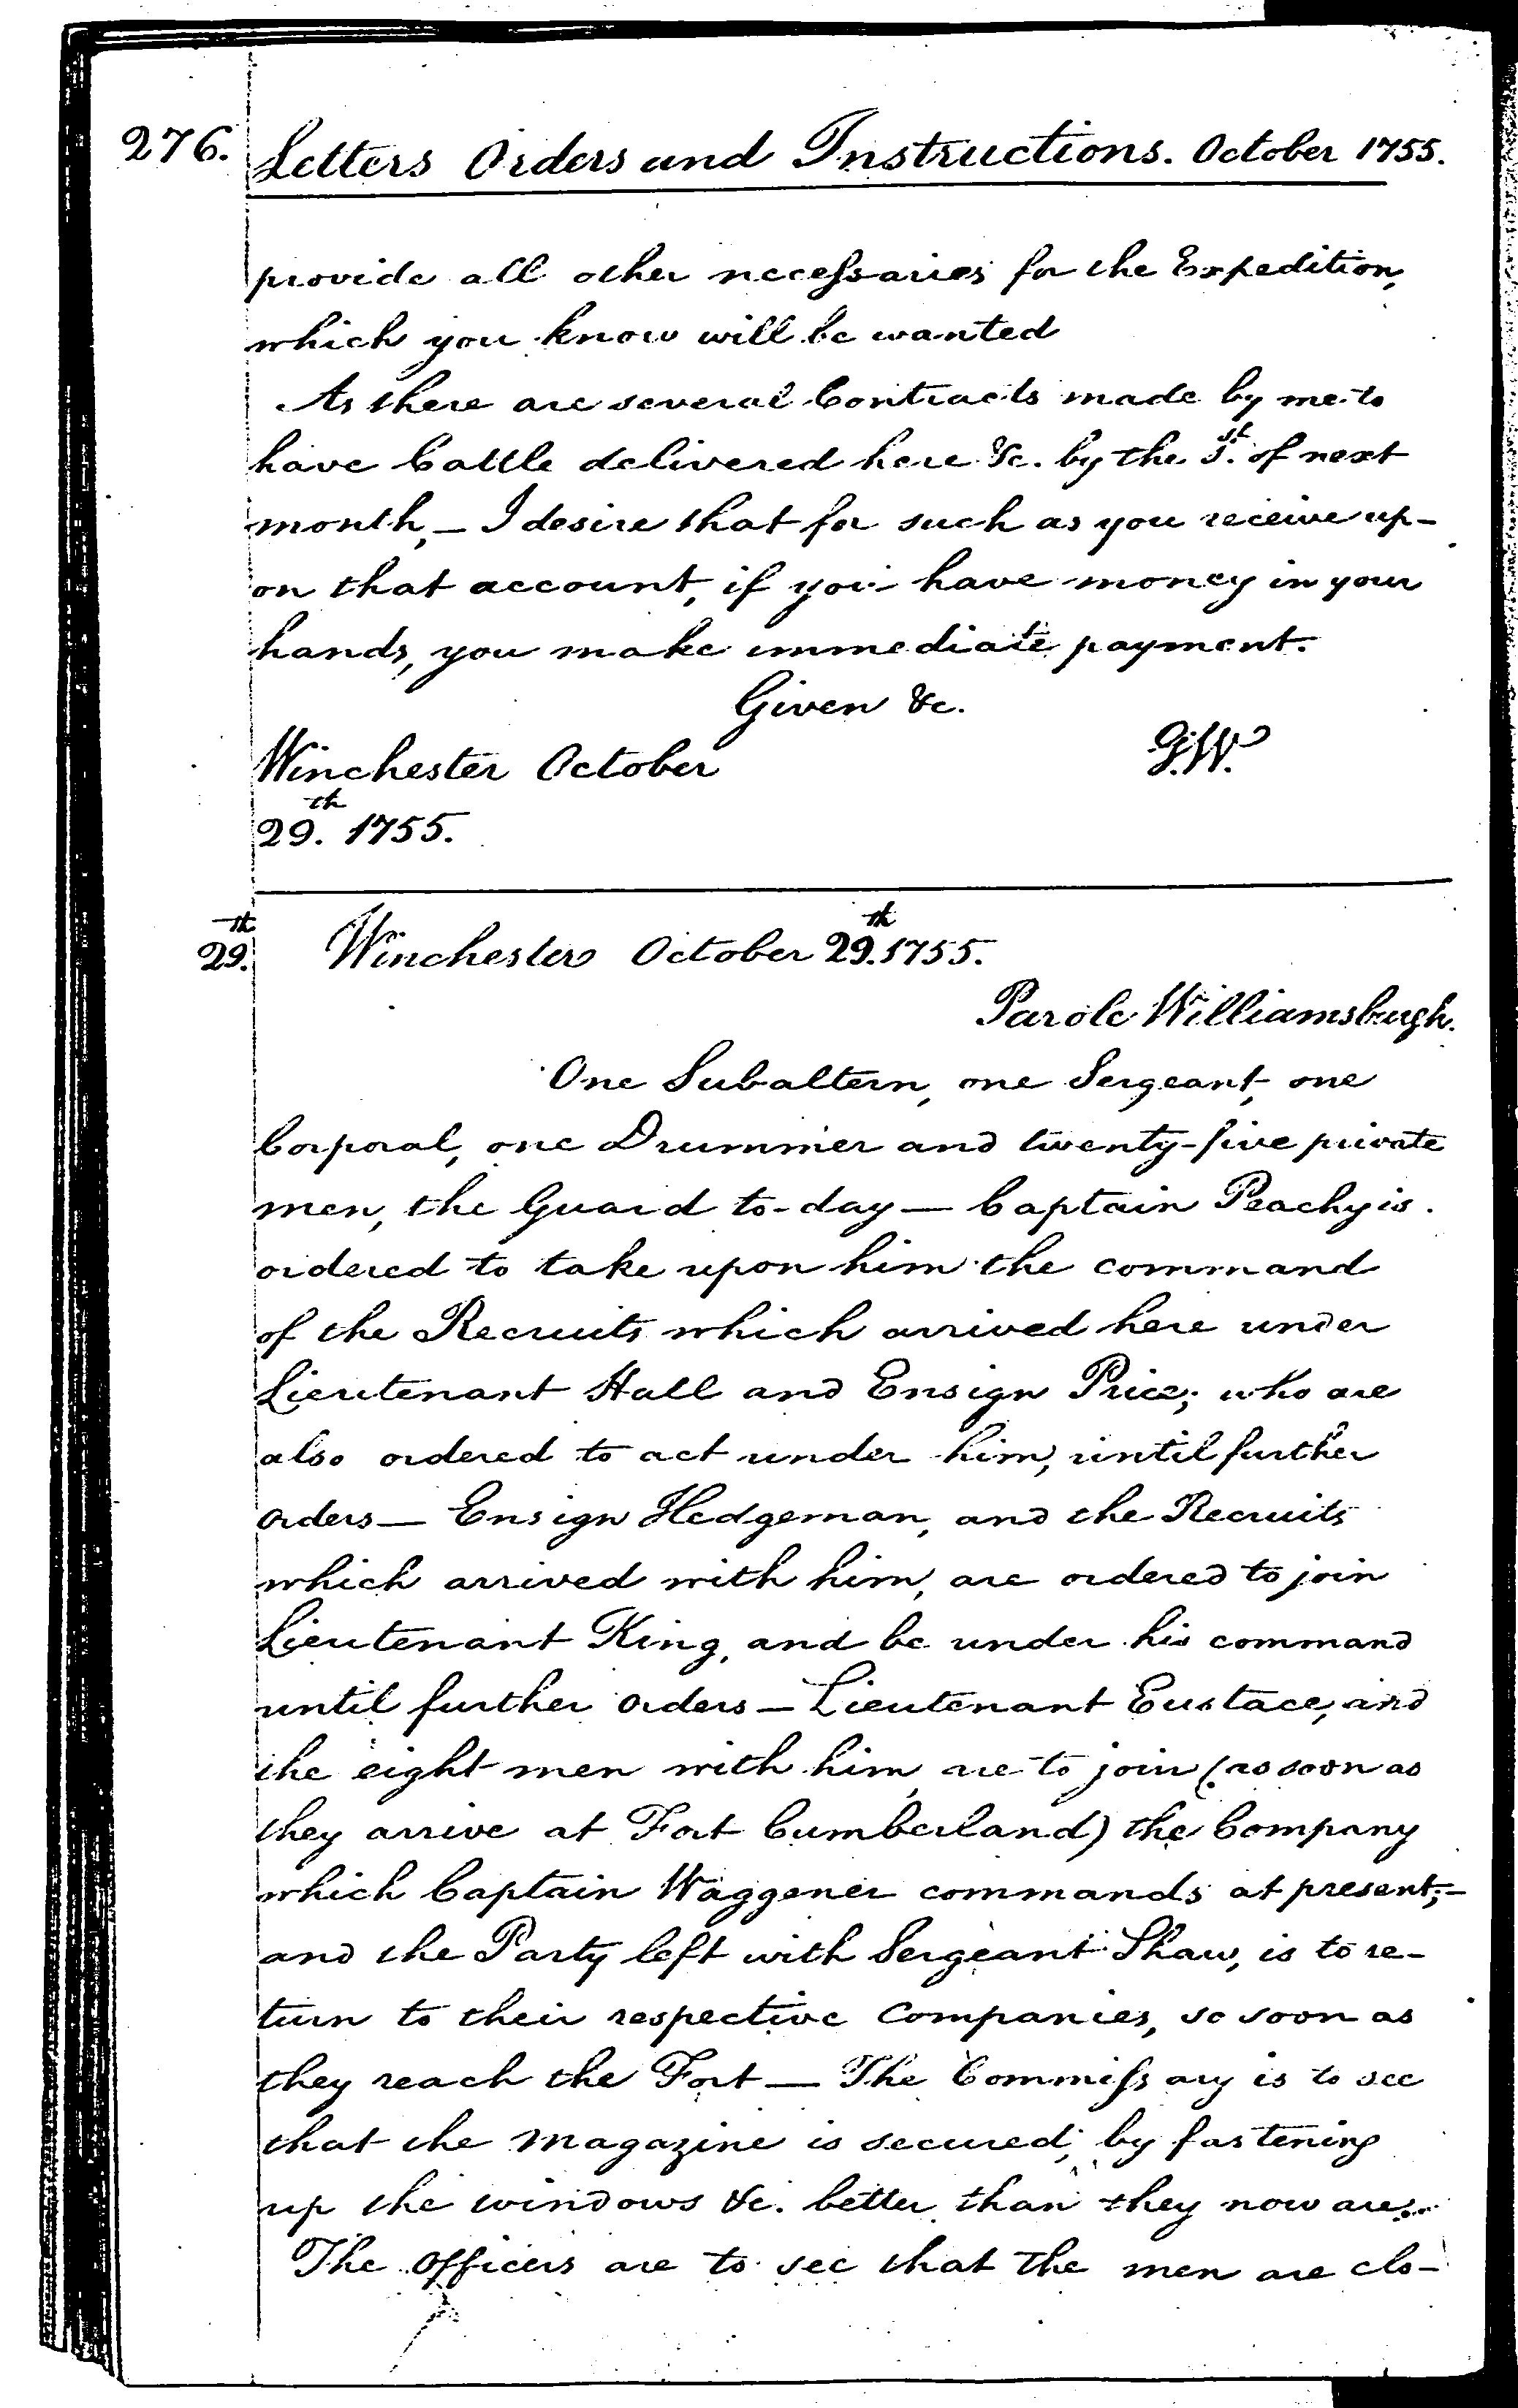 276. Letters Orders and Instructions. October 1755.
provide all other necessaries for the Expedition,
which you know will be wanted
As there are several Contracts made by me to
have Cattle delivered here &c. by the 1st. of next
month,— I desire that for such as you receive up-
on that account, if you have money in your
hands, you make immediate payment.
Given &c.
Winchester October G.W.
29th. 1755.
29th. Winchester October 29th. 1755.
Parole Williamsburgh.
One Subaltern, one Sergeant, one
Corporal, one Drummer and twenty-five private
men, the Guard to-day — Captain Peachy is
ordered to take upon him the command
of the Recruits which arrived here under
Lieutenant Hall and Ensign Price; who are
also ordered to act under him, until further
orders — Ensign Hedgeman, and the Recruits
which arrived with him, are ordered to join
Lieutenant King, and be under his command
until further orders — Lieutenant Eustace, and
the eight men with him, are to join (as soon as
they arrive at Fort Cumberland) the Company
which Captain Waggener commands at present;—
and the Party left with Sergeant Shaw, is to re-
turn to their respective Companies, so soon as
they reach the Fort — The Commissary is to see
that the magazine is secured, by fastening
up the windows &c. better than they now are.
The Officers are to see that the men are clo-